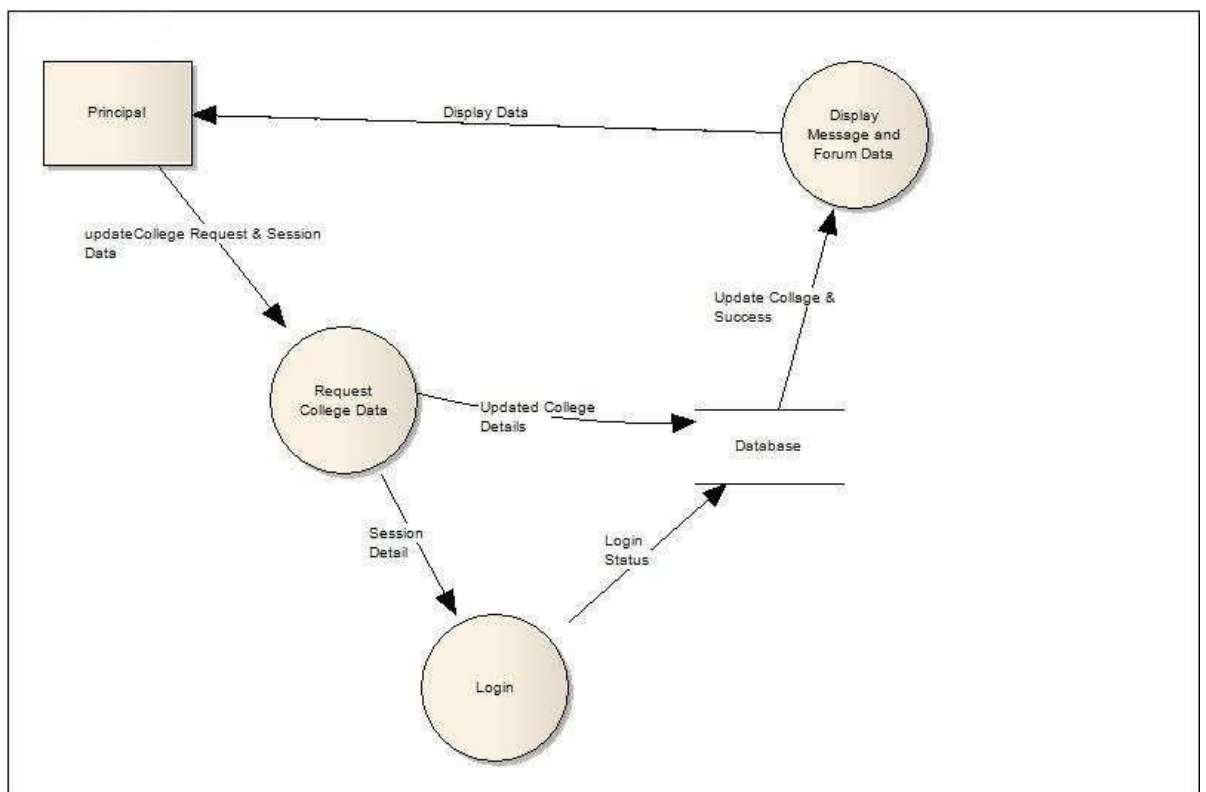 Principal
Display Data
Display
Message and
Forum Data
updateCollege Request & Session
Data
Update Collage &
Success
Request
College Data
Updated College
Details
Database
Session
Detail
Login
Status
Login